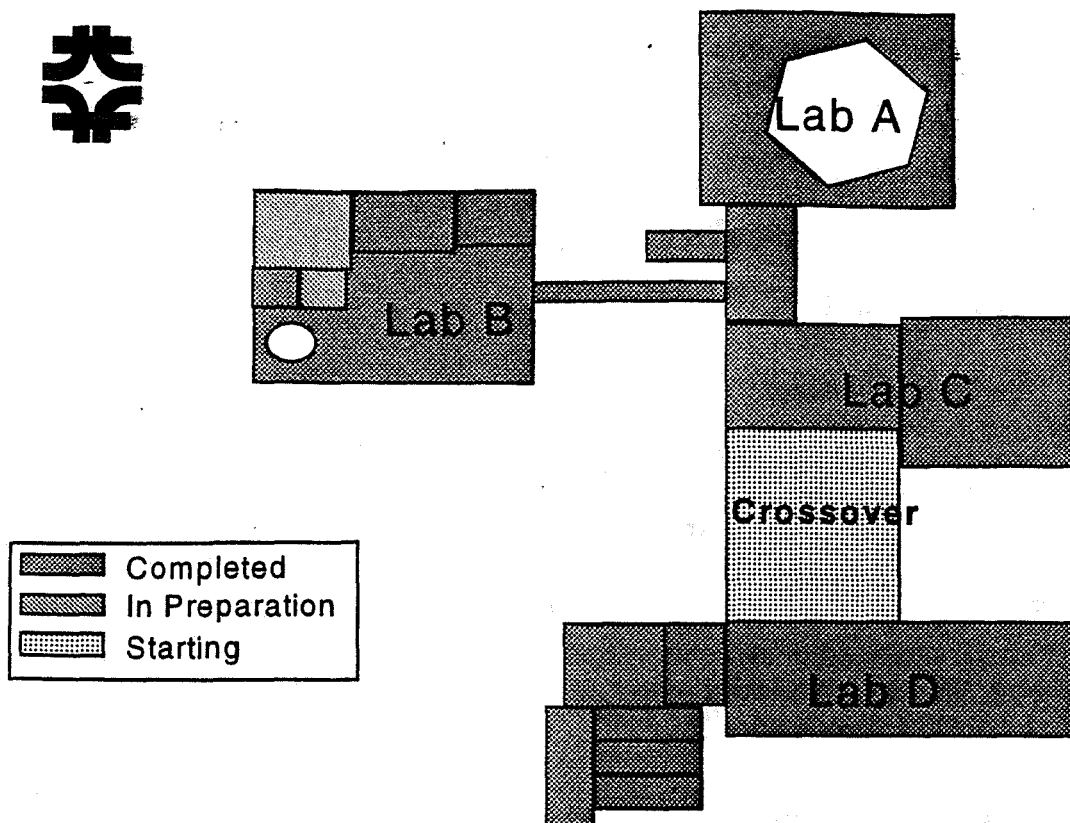 Lab A
Lab B
Lab C
Crossover
Completed
In Preparation
Starting
Lab D